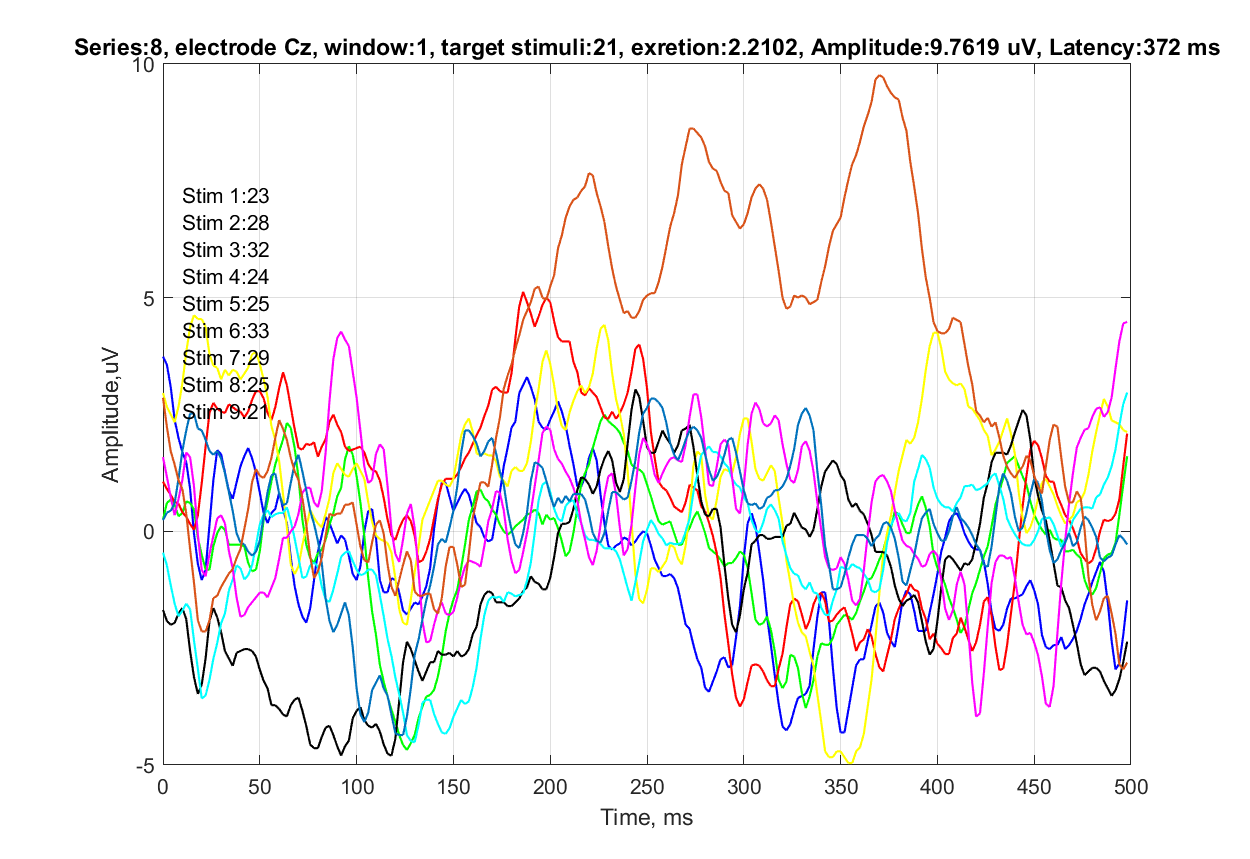 Series:8, electrode Cz, window:1, target stimuli:21, exretion:2.2102, Amplitude:9.7619 uV, Latency:372 ms
10
Stim 1:23
Stim 2:28
Stim 3:32
Stim 4:24
5
Stim 5:25
Stim 6:33
Stim 7:29
Stim 8:25
Stim 9:21
Amplitude,uV
0
-5
0 50 100 150 200 250 300 350 400 450 500
Time, ms